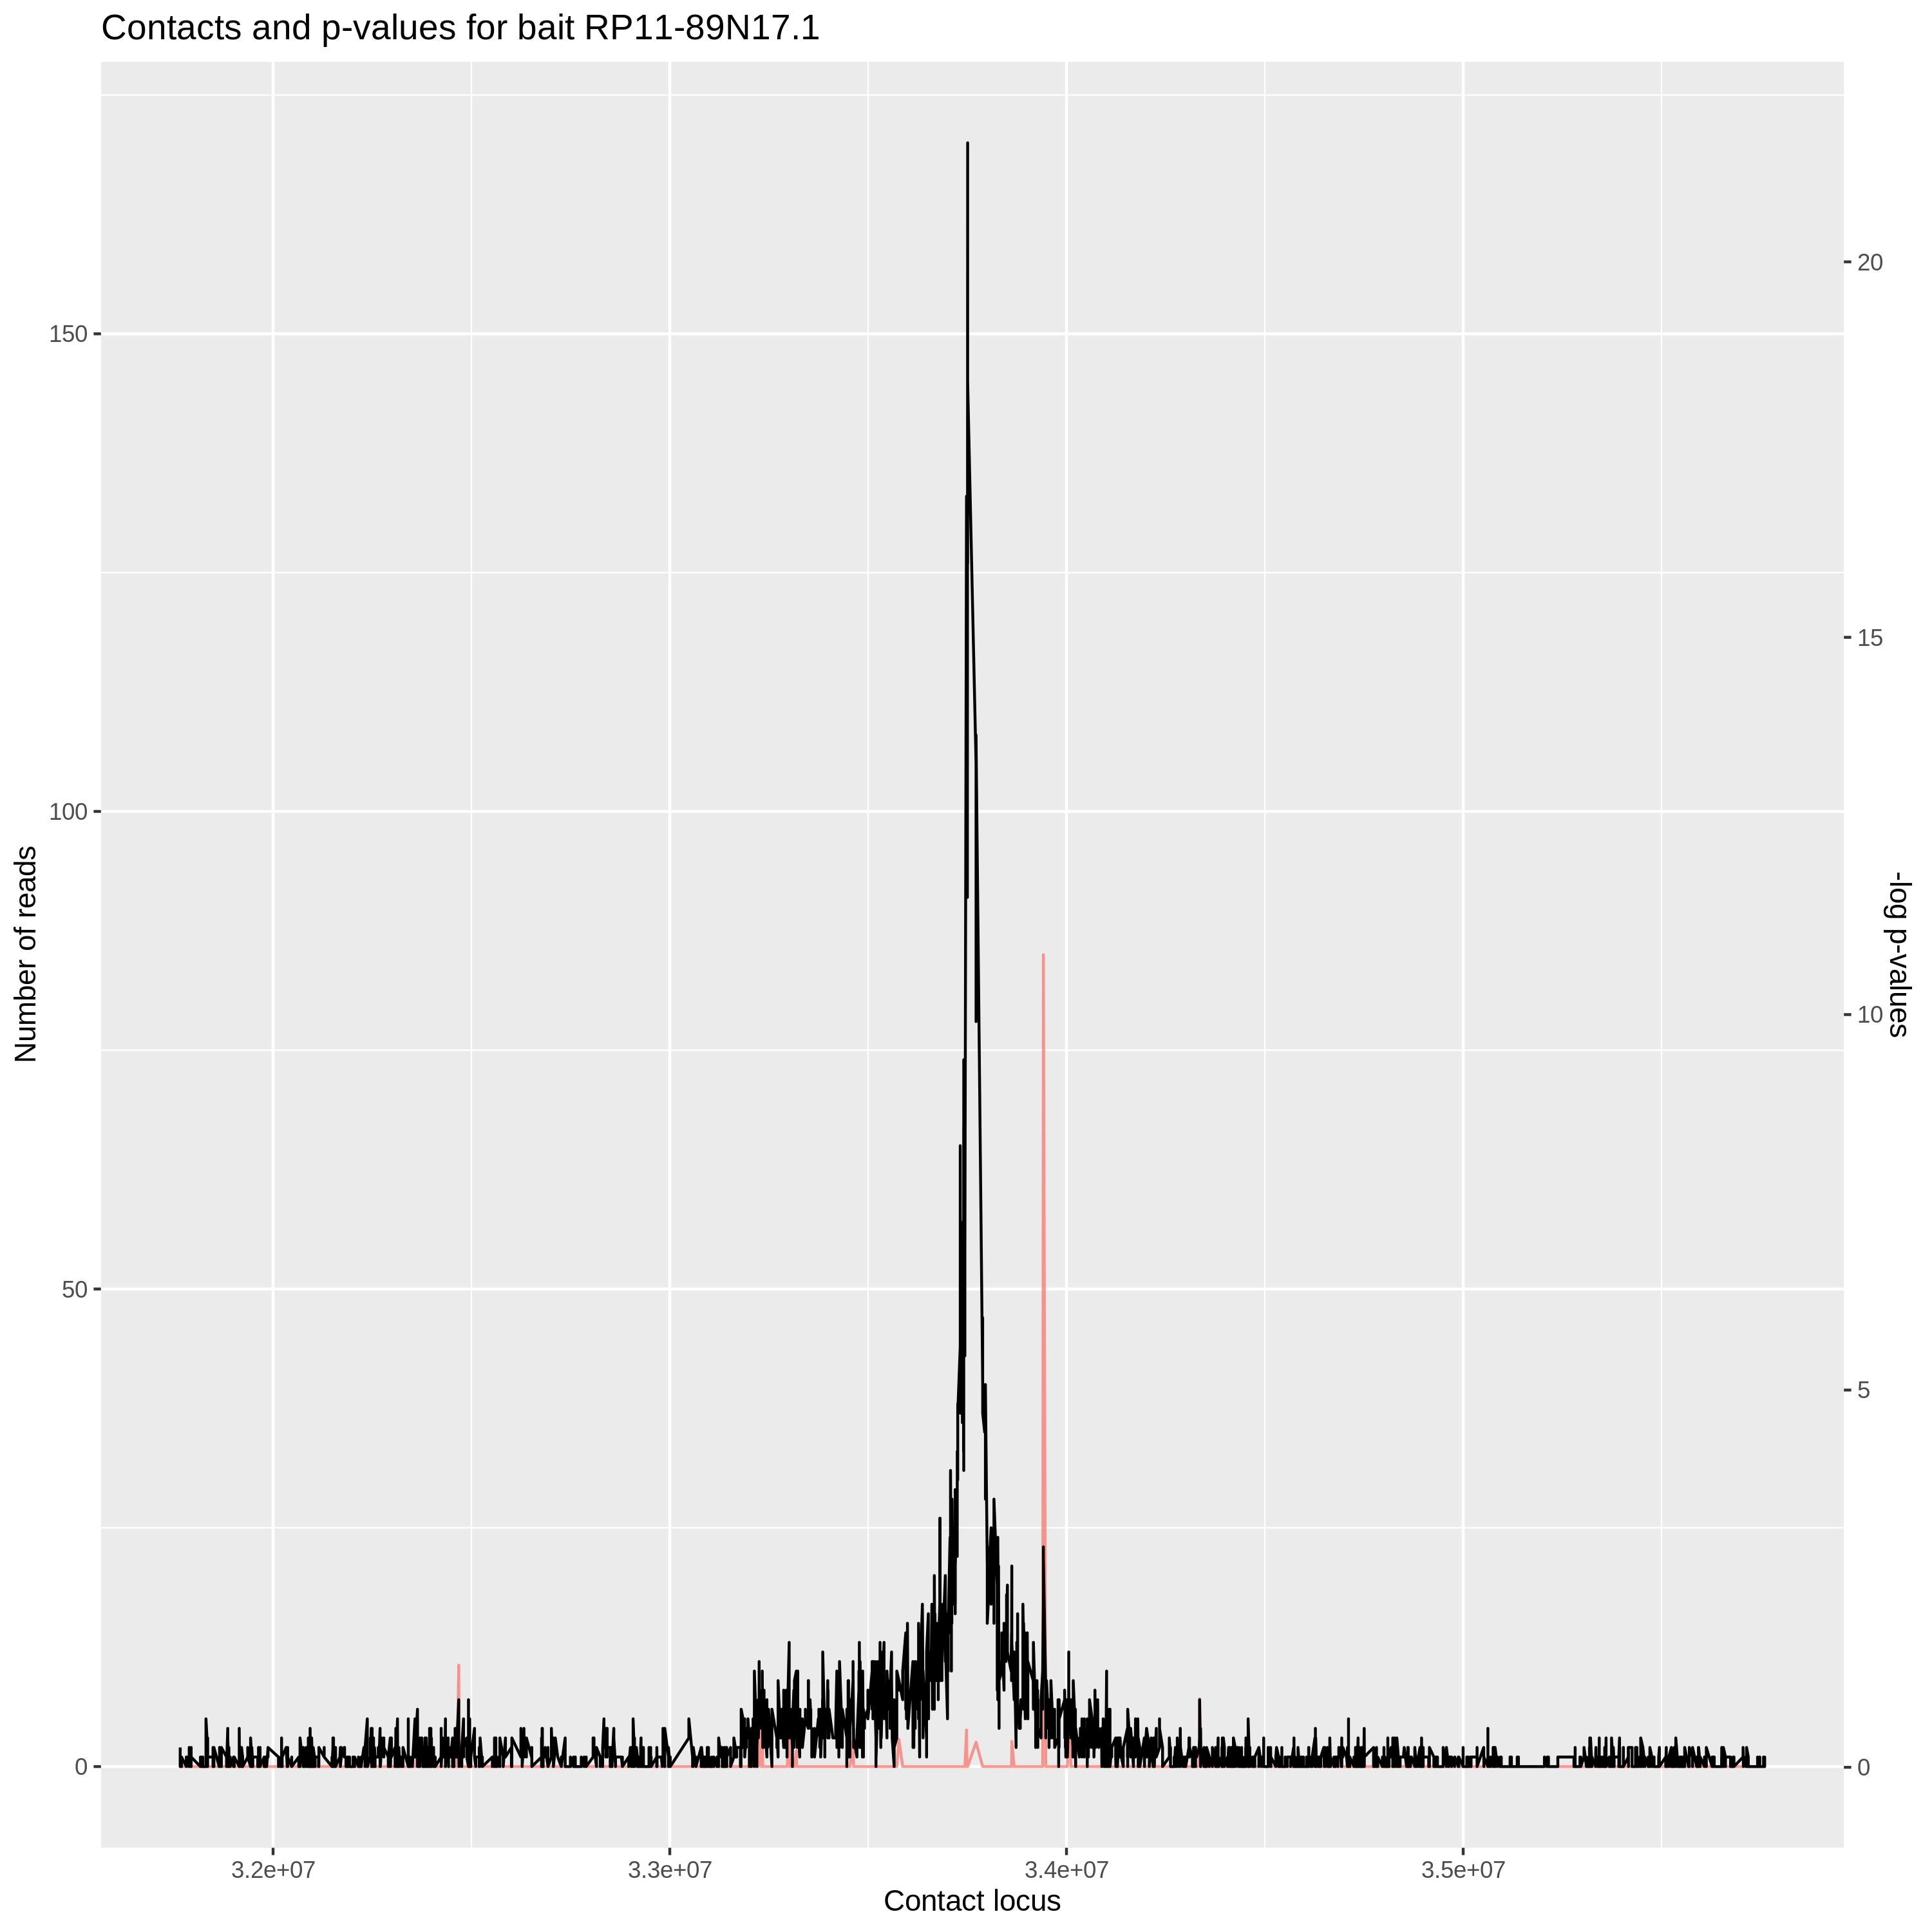 Contacts and p-values for bait RP11-89N17.1
150
100
50
0
Number of reads
20
15
10
5
0
-log p-values
3.2e+07
3.3e+07
3.4e+07
3.5e+07
Contact locus